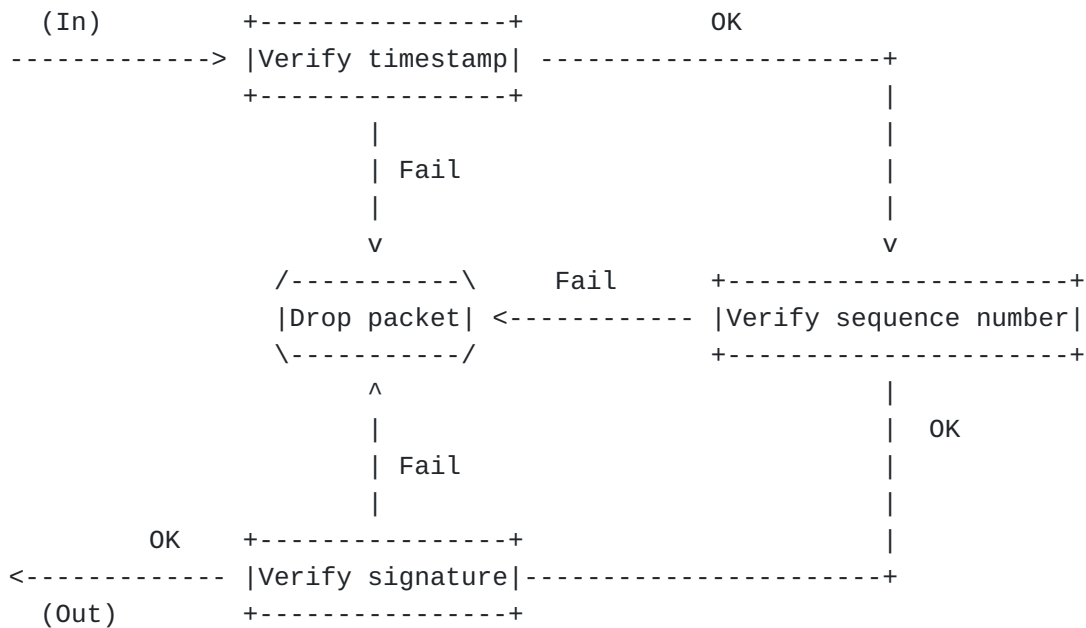 (In) OK
Verify timestamp
Fail
Fail
Drop packet Verify sequence number
OK
Fail
OK
Verify signature
(Out)